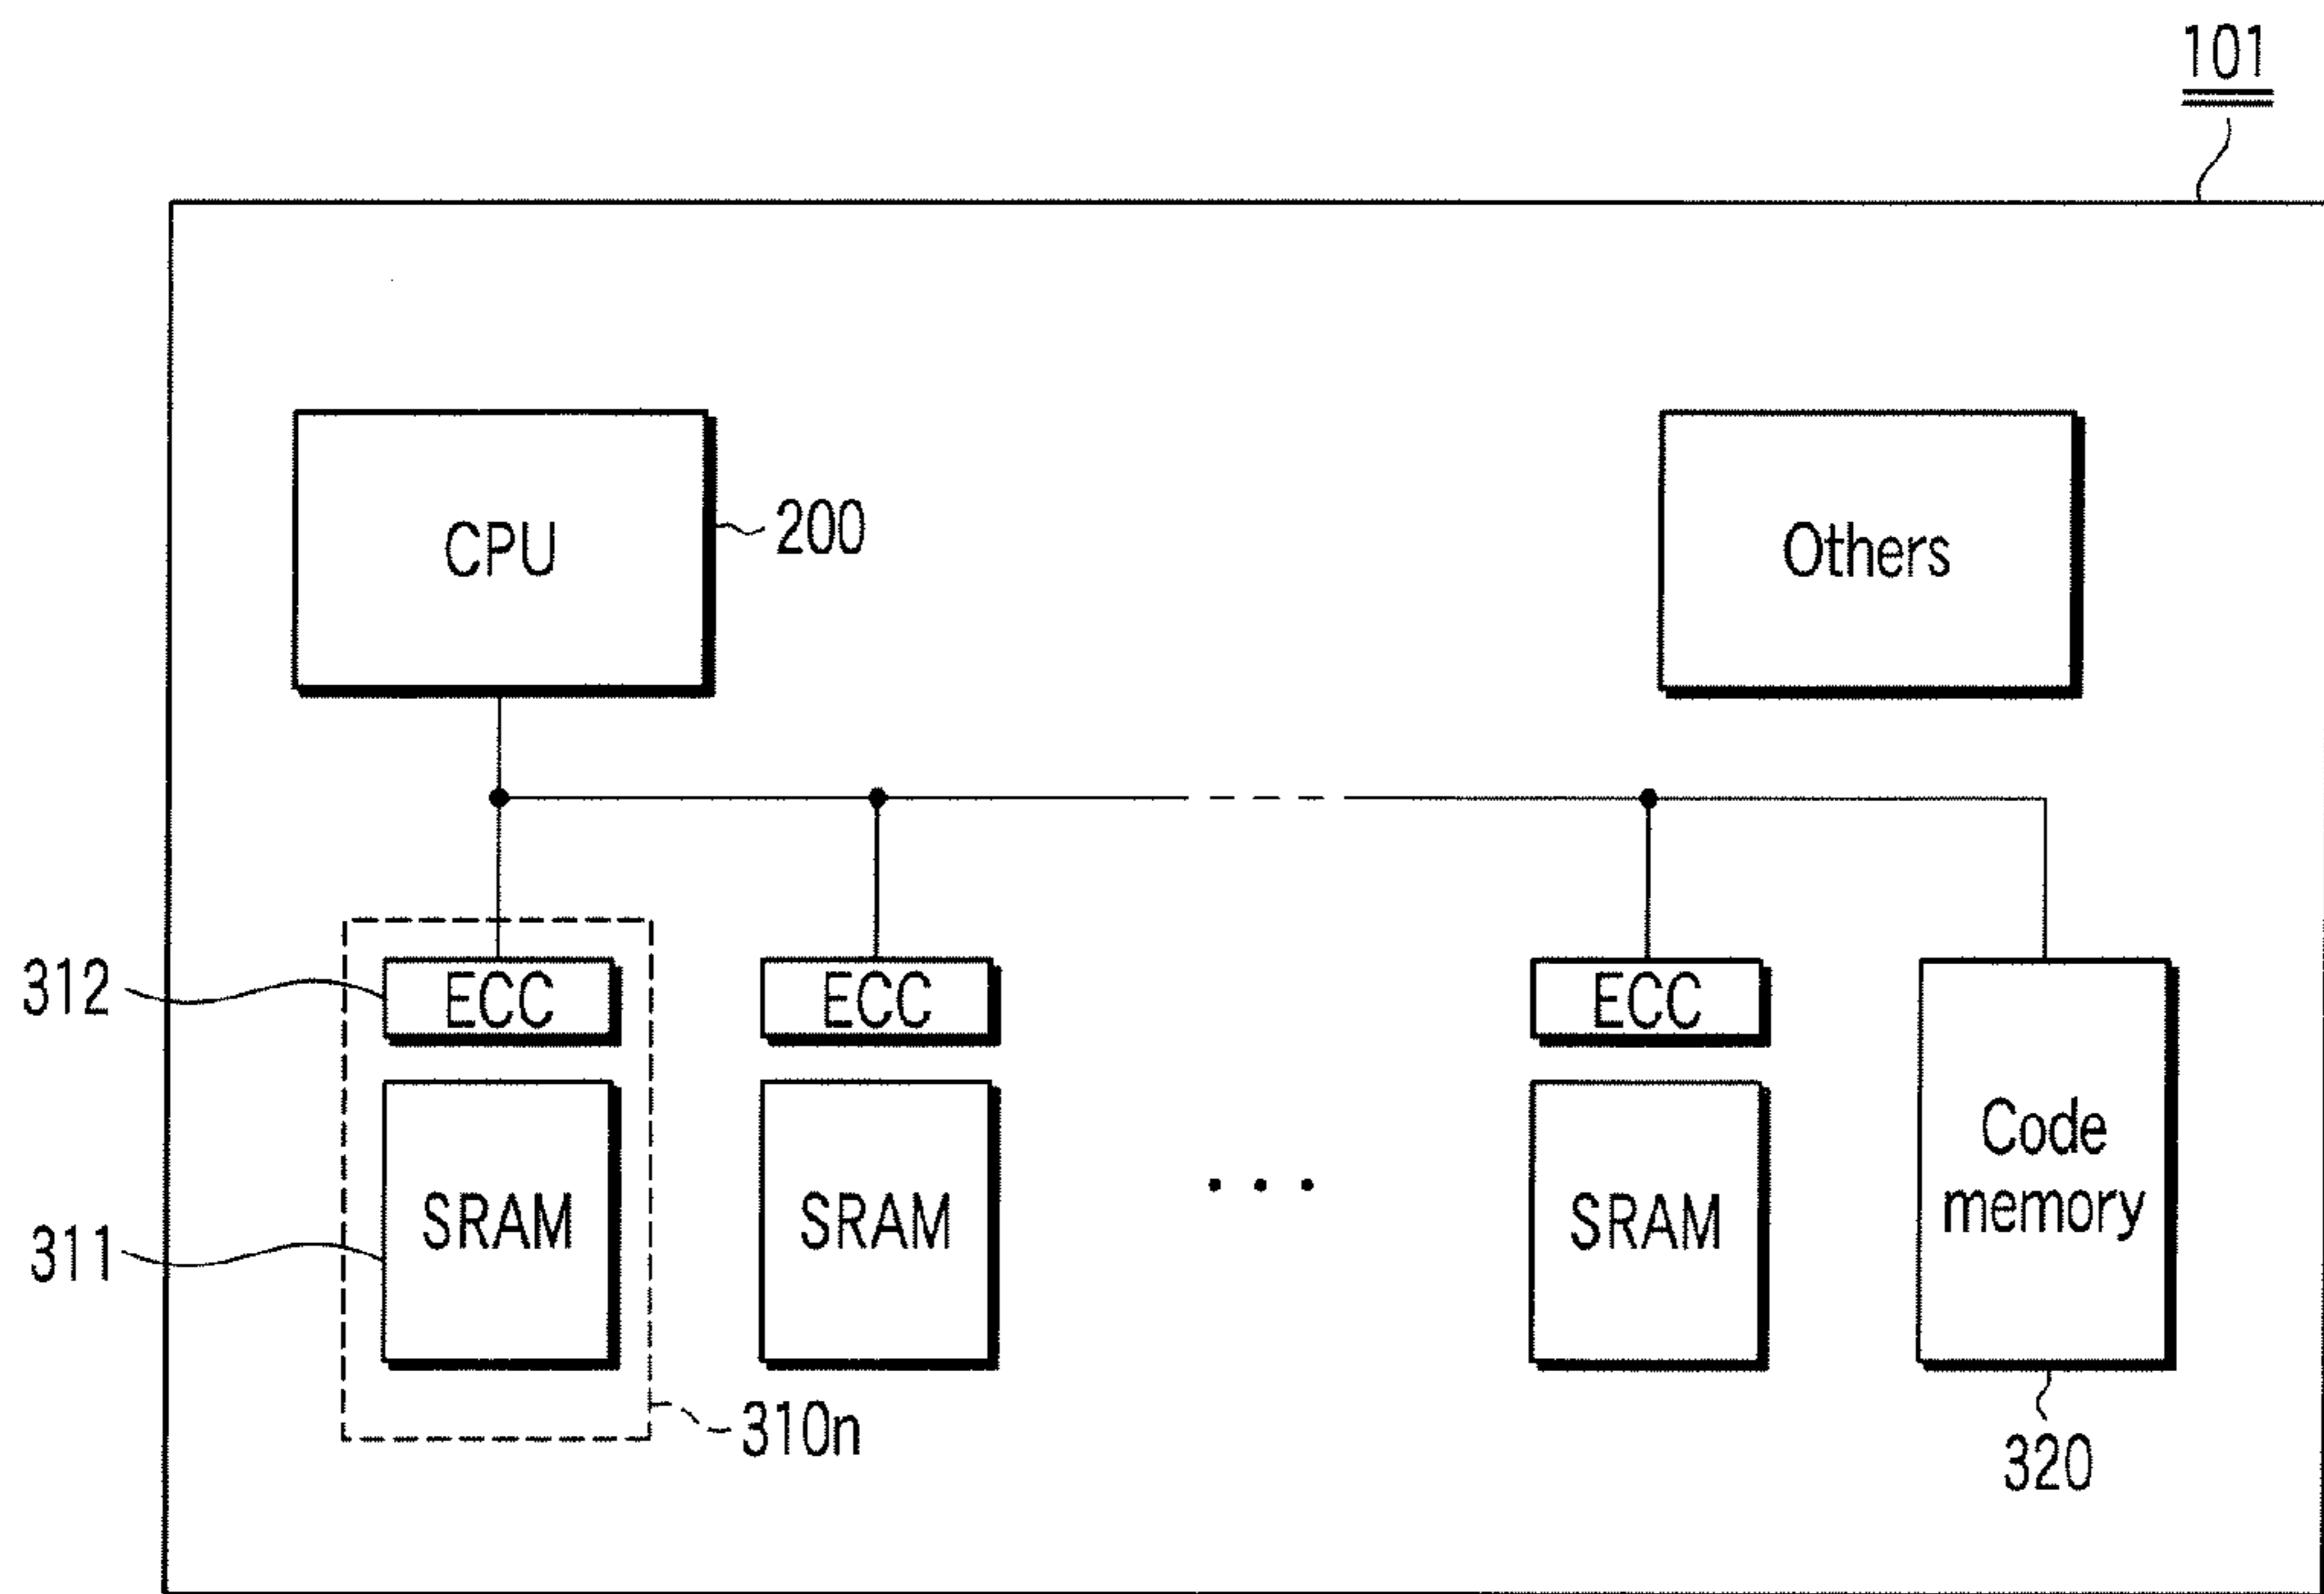 101
CPU
200
Others
312
ECC
ECC
ECC
311
SRAM
SRAM
. . .
SRAM
Code
memory
310n
320